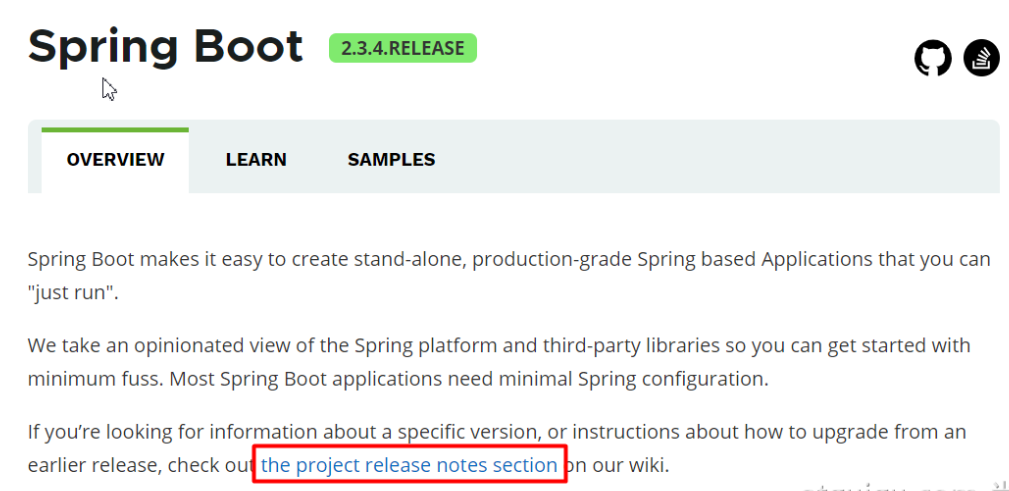 Spring Boot 2.3.4.RELEASE
OVERVIEW LEARN SAMPLES
Spring Boot makes it easy to create stand-alone, production-grade Spring based Applications that you can
"just run".
We take an opinionated view of the Spring platform and third-party libraries so you can get started with
minimum fuss. Most Spring Boot applications need minimal Spring configuration.
If you’re looking for information about a specific version, or instructions about how to upgrade from an
earlier release, check out the project release notes section on our wiki.